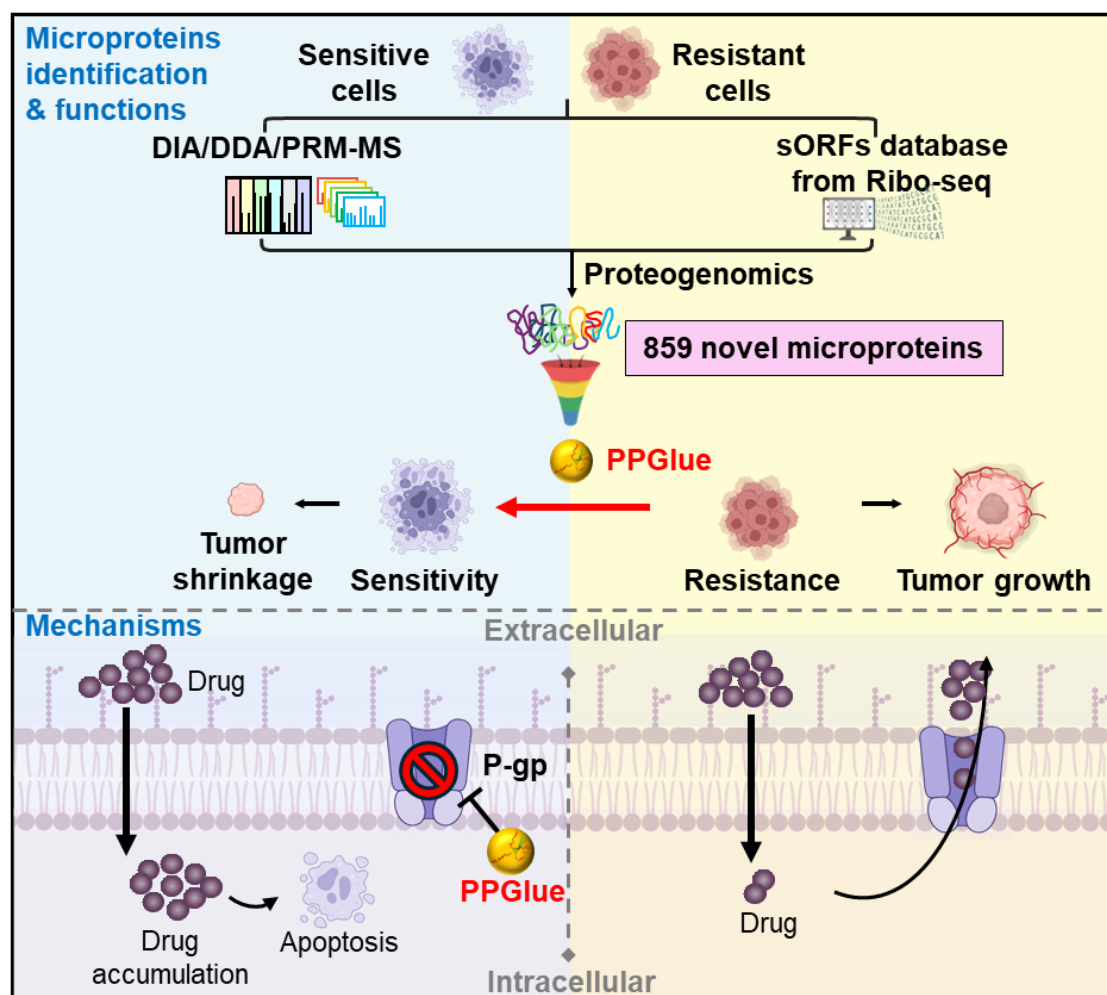 Microproteins
identification
& functions
Sensitive
cells
Resistant
cells
DIA/DDA/PRM-MS
sORFs database
from Ribo-seq
Proteogenomics
859 novel microproteins
PPGlue
Tumor
shrinkage
Sensitivity
Resistance
Tumor growth
Mechanisms
Extracellular
Drug
P-gp
PPGlue
Drug
accumulation
Apoptosis
Drug
Intracellular